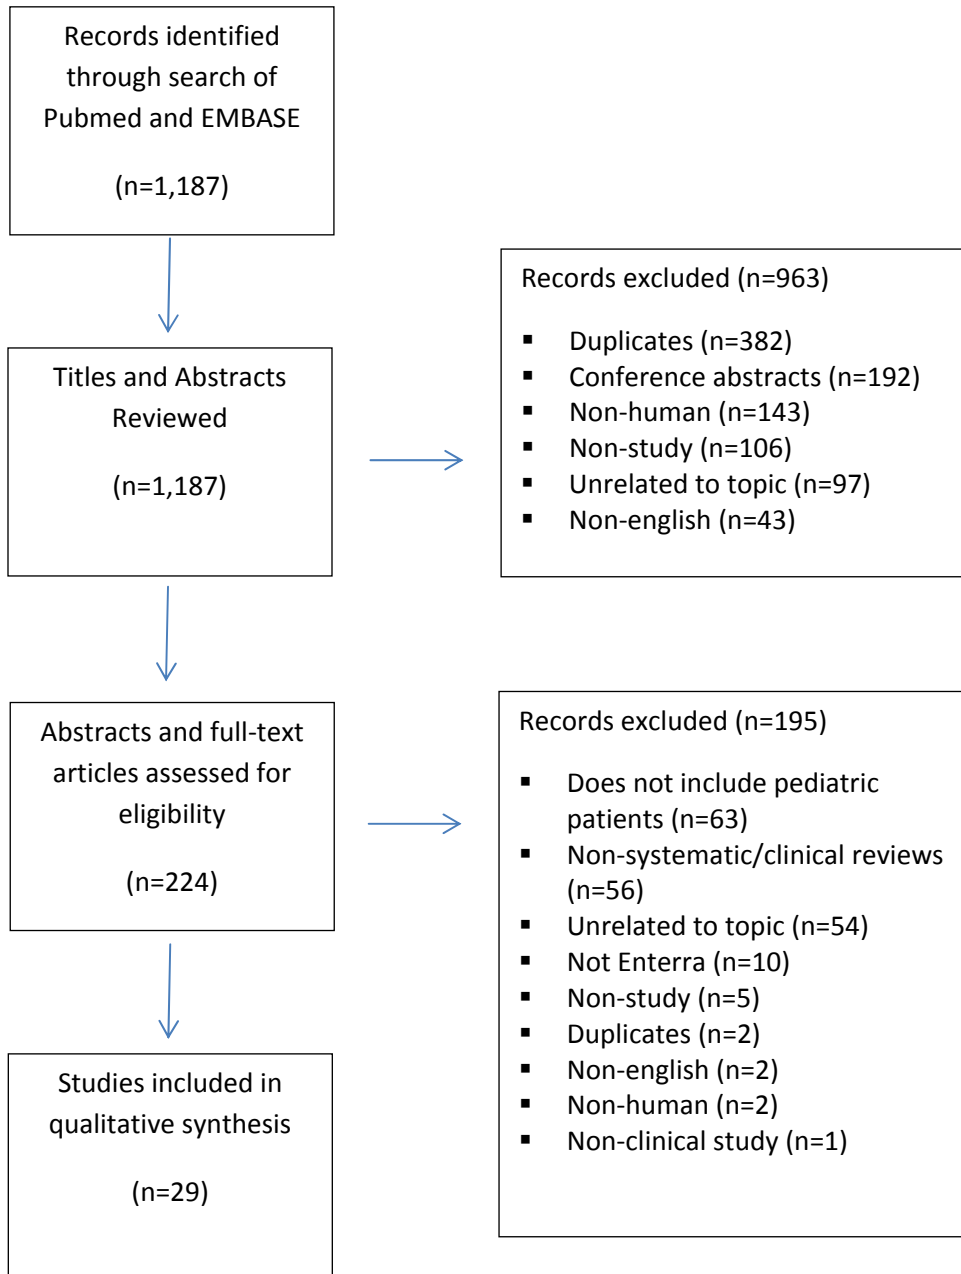 Records identified
through search of
Pubmed and EMBASE
(n=1,187)
Titles and Abstracts
Reviewed
(n=1,187)
Records excluded (n=963)
▪ Duplicates (n=382)
▪ Conference abstracts (n=192)
▪ Non-human (n=143)
▪ Non-study (n=106)
▪ Unrelated to topic (n=97)
▪ Non-english (n=43)
Abstracts and full-text
articles assessed for
eligibility
(n=224)
Records excluded (n=195)
▪ Does not include pediatric
patients (n=63)
▪ Non-systematic/clinical reviews
(n=56)
▪ Unrelated to topic (n=54)
▪ Not Enterra (n=10)
▪ Non-study (n=5)
▪ Duplicates (n=2)
▪ Non-english (n=2)
▪ Non-human (n=2)
▪ Non-clinical study (n=1)
Studies included in
qualitative synthesis
(n=29)